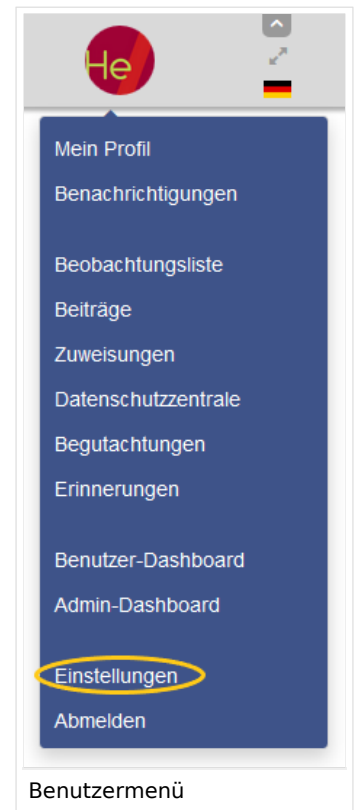 He
Mein Profil
Benachrichtigungen
Beobachtungsliste
Beiträge
Zuweisungen
Datenschutzzentrale
Begutachtungen
Erinnerungen
Benutzer-Dashboard
Admin-Dashboard
Einstellungen
Abmelden
Benutzermenü